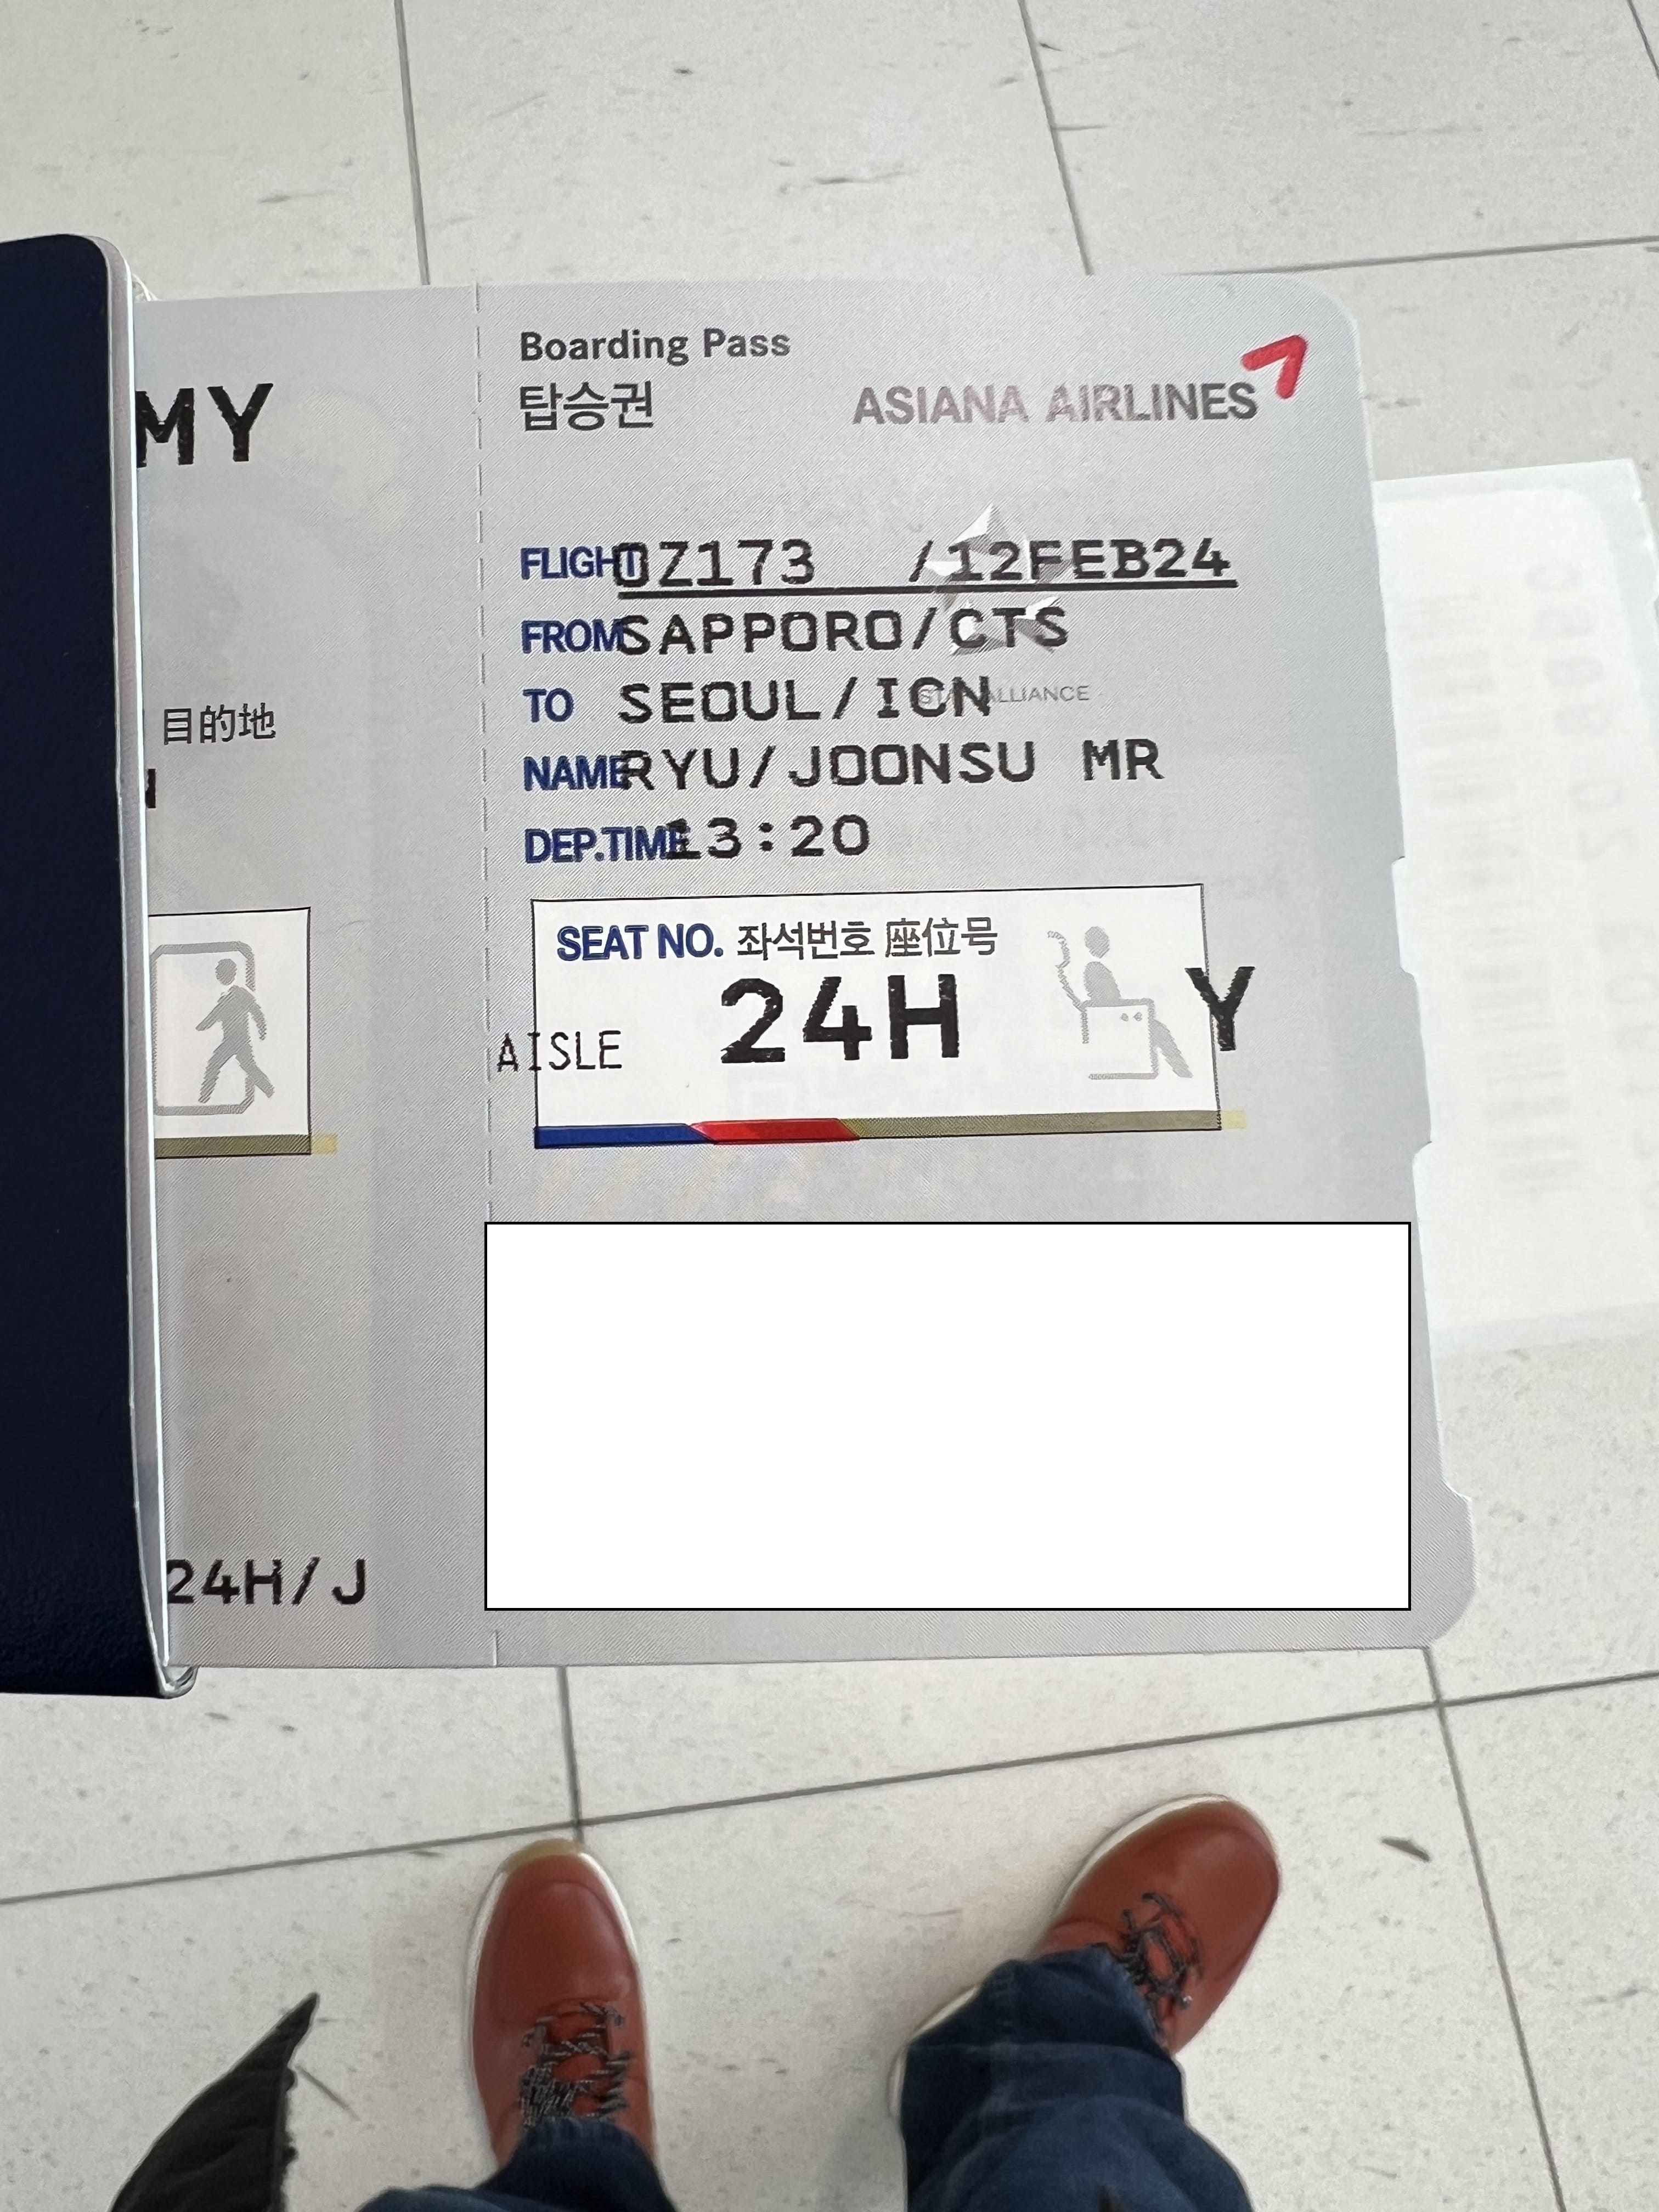 MY
目的地
24H/J
Boarding Pass
탑승권
ASIANA AIRLINES
FLIGHT OZ173 /12FEB24
FROM SAPPORO/CTS
TO SEOUL/ICN
STAR ALLIANCE
NAME RYU/JOONSU MR
DEP.TIME 13:20
SEAT NO. 좌석번호 座位号
AISLE 24H Y